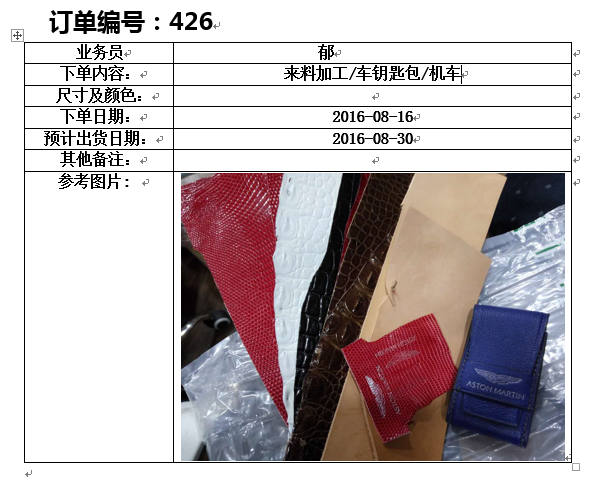 订单编号：426
业务员 郁
下单内容： 来料加工/车钥匙包/机车
尺寸及颜色：
下单日期： 2016-08-16
预计出货日期： 2016-08-30
其他备注：
参考图片：
ASTON MARTIN